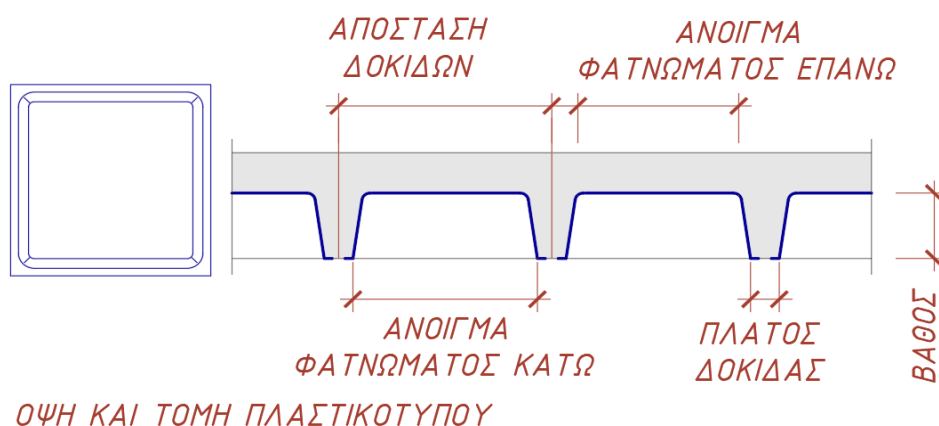 ΑΠΟΣΤΑΣΗ
ΔΟΚΙΔΩΝ
ΑΝΟΙΓΜΑ
ΦΑΤΝΩΜΑΤΟΣ ΕΠΑΝΩ
ΑΝΟΙΓΜΑ
ΦΑΤΝΩΜΑΤΟΣ ΚΑΤΩ
ΠΛΑΤΟΣ
ΔΟΚΙΔΑΣ
ΒΑΘΟΣ
ΟΨΗ ΚΑΙ ΤΟΜΗ ΠΛΑΣΤΙΚΟΤΥΠΟΥ